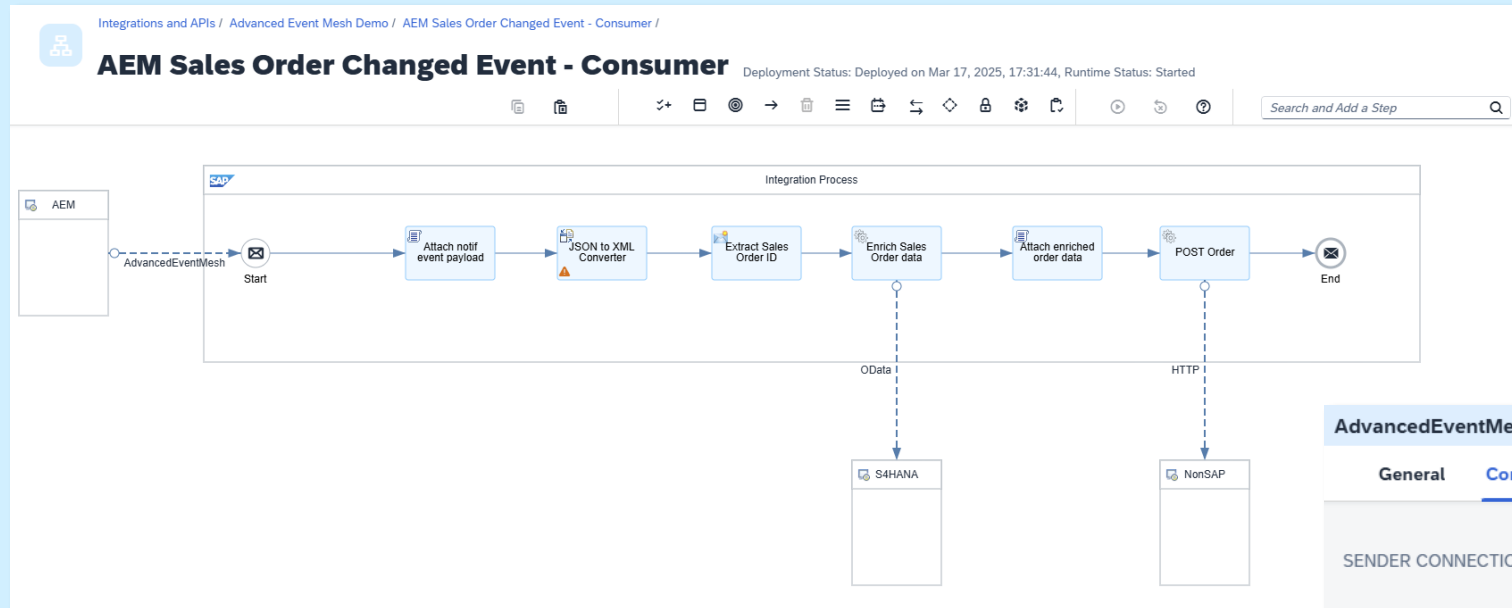 Integrations and APIs / Advanced Event Mesh Demo / AEM Sales Order Changed Event - Consumer /
AEM Sales Order Changed Event - Consumer
Deployment Status: Deployed on Mar 17, 2025, 17:31:44, Runtime Status: Started
Search and Add a Step
SAP
Integration Process
AEM
AdvancedEventMesh
Start
Attach notif
event payload
JSON to XML
Converter
Extract Sales
Order ID
Enrich Sales
Order data
Attach enriched
order data
POST Order
End
OData
HTTP
S4HANA
NonSAP
AdvancedEventMe
General
Co
SENDER CONNECTIO